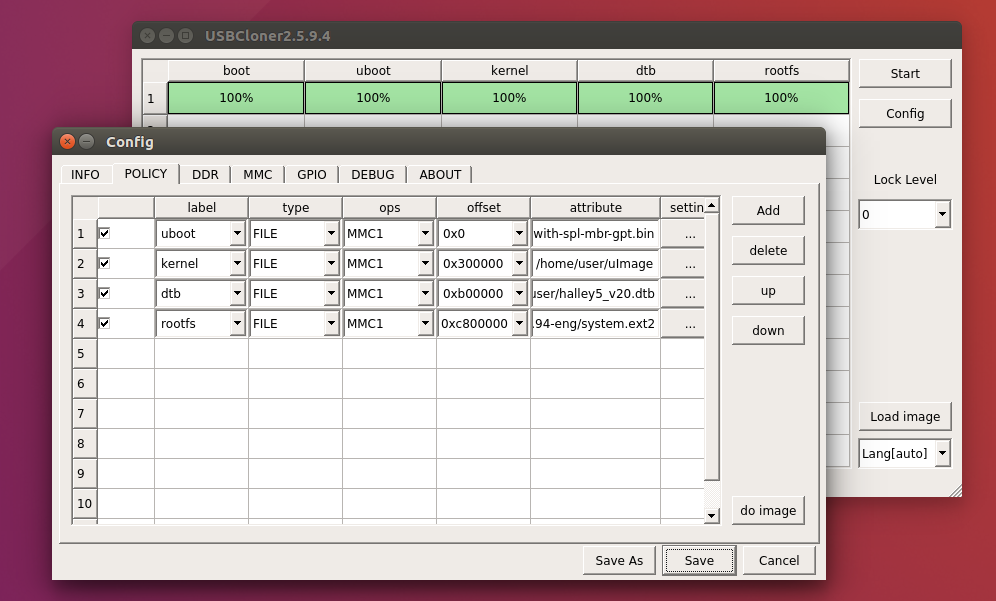 USBCloner2.5.9.4
boot uboot kernel dtb rootfs
1 100% 100% 100% 100% 100%
Start
Config
Lock Level
0
Load image
Lang[auto]
Config
INFO POLICY DDR MMC GPIO DEBUG ABOUT
label type ops offset attribute settin
1 uboot FILE MMC1 0x0 with-spl-mbr-gpt.bin ...
2 kernel FILE MMC1 0x300000 /home/user/uImage ...
3 dtb FILE MMC1 0xb00000 user/halley5_v20.dtb ...
4 rootfs FILE MMC1 0xc800000 .94-eng/system.ext2 ...
5
6
7
8
9
10
Add
delete
up
down
do image
Save As Save Cancel